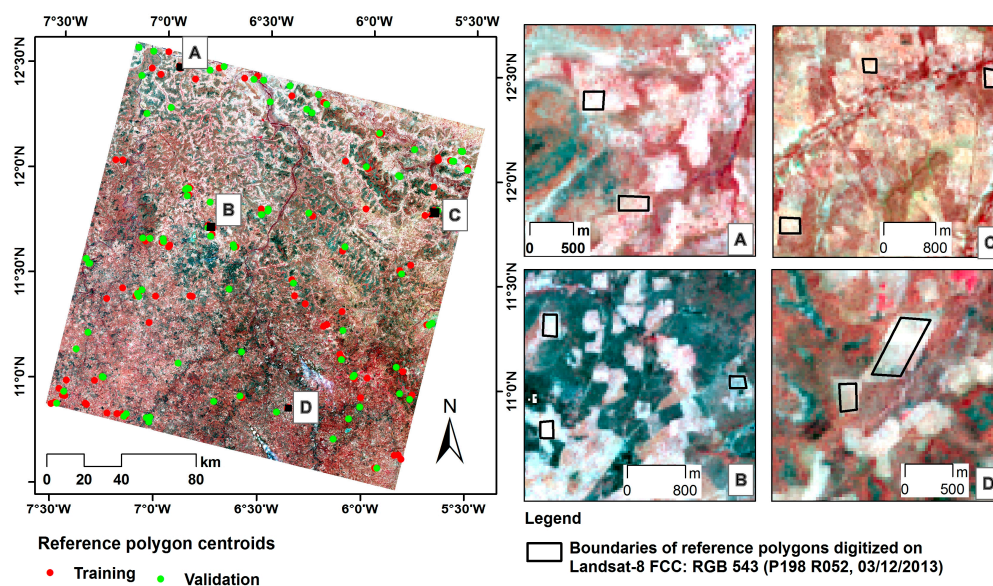 7°30'W 7°0'W 6°30'W 6°0'W 5°30'W
12°30'N
12°0'N
11°30'N
11°0'N
A
B
C
D
N
0 20 40 80 km
12°30'N
12°0'N
11°30'N
11°0'N
7°30'W 7°0'W 6°30'W 6°0'W 5°30'W
Reference polygon centroids
Training
Validation
m
0 500
A
m
0 800
C
m
0 800
B
m
0 500
D
Legend
Boundaries of reference polygons digitized on
Landsat-8 FCC: RGB 543 (P198 R052, 03/12/2013)